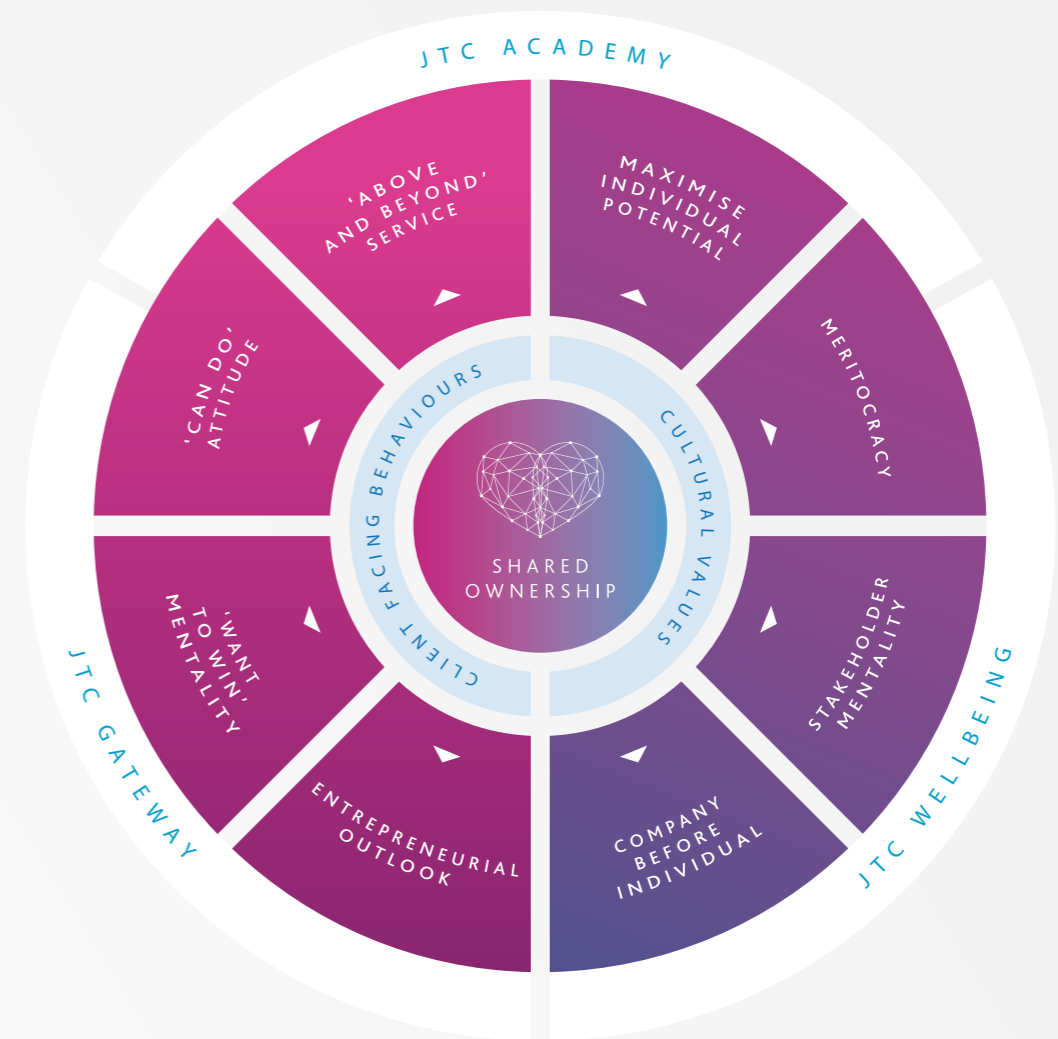 JTC ACADEMY
‘ABOVE
AND BEYOND’
SERVICE
MAXIMISE
INDIVIDUAL
POTENTIAL
‘CAN DO’
ATTITUDE
MERITOCRACY
CLIENT FACING BEHAVIOURS
CULTURAL VALUES
SHARED
OWNERSHIP
‘WANT
TO WIN’
MENTALITY
STAKEHOLDER
MENTALITY
ENTREPRENEURIAL
OUTLOOK
COMPANY
BEFORE
INDIVIDUAL
JTC GATEWAY
JTC WELLBEING